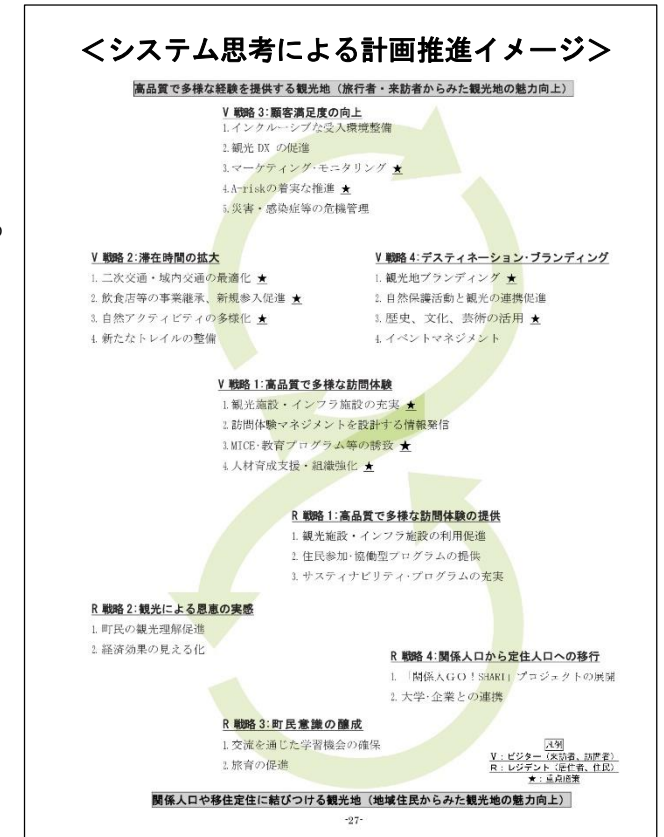 ＜システム思考による計画推進イメージ＞
高品質で多様な経験を提供する観光地（旅行者・来訪者からみた観光地の魅力向上）
V 戦略 3:顧客満足度の向上
1.インクルーシブな受入環境整備
2.観光 DX の促進
3.マーケティング･モニタリング ★
4.A-riskの着実な推進 ★
5.災害・感染症等の危機管理
V 戦略 2:滞在時間の拡大
1.二次交通・域内交通の最適化 ★
2.飲食店等の事業継承、新規参入促進 ★
3.自然アクティビティの多様化 ★
4.新たなトレイルの整備
V 戦略 4:デスティネーション･ブランディング
1.観光地ブランディング ★
2.自然保護活動と観光の連携促進
3.歴史、文化、芸術の活用 ★
4.イベントマネジメント
V 戦略 1:高品質で多様な訪問体験
1.観光施設・インフラ施設の充実 ★
2.訪問体験マネジメントを設計する情報発信
3.MICE･教育プログラム等の誘致 ★
4.人材育成支援・組織強化 ★
R 戦略 1:高品質で多様な訪問体験の提供
1.観光施設・インフラ施設の利用促進
2.住民参加･協働型プログラムの提供
3.サスティナビリティ･プログラムの充実
R 戦略 2:観光による恩恵の実感
1.町民の観光理解促進
2.経済効果の見える化
R 戦略 4:関係人口から定住人口への移行
1.「関係人ＧＯ！SHARI」プロジェクトの展開
2.大学･企業との連携
R 戦略 3:町民意識の醸成
1.交流を通じた学習機会の確保
2.旅育の促進
凡例
V：ビジター（来訪者、訪問者）
R：レジデント（居住者、住民）
★：重点施策
関係人口や移住定住に結びつける観光地（地域住民からみた観光地の魅力向上）
-27-